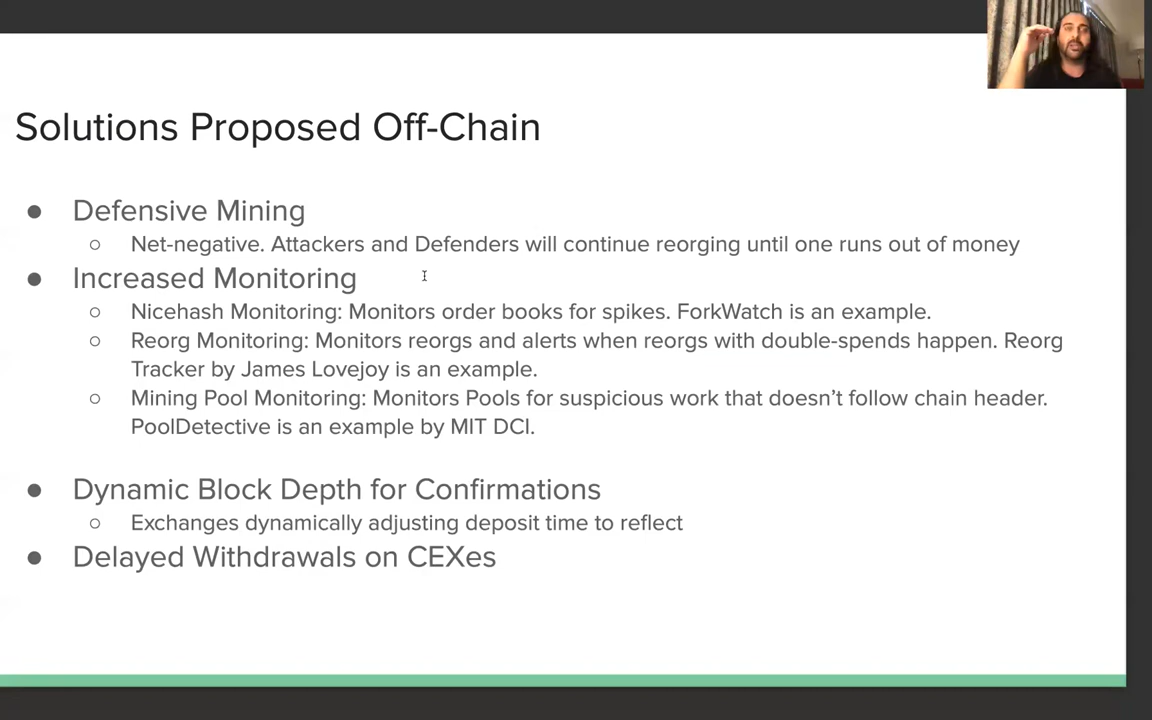 Solutions Proposed Off-Chain
● Defensive Mining
○ Net-negative. Attackers and Defenders will continue reorging until one runs out of money
● Increased Monitoring
○ Nicehash Monitoring: Monitors order books for spikes. ForkWatch is an example.
○ Reorg Monitoring: Monitors reorgs and alerts when reorgs with double-spends happen. Reorg
Tracker by James Lovejoy is an example.
○ Mining Pool Monitoring: Monitors Pools for suspicious work that doesn’t follow chain header.
PoolDetective is an example by MIT DCI.
● Dynamic Block Depth for Confirmations
○ Exchanges dynamically adjusting deposit time to reflect
● Delayed Withdrawals on CEXes